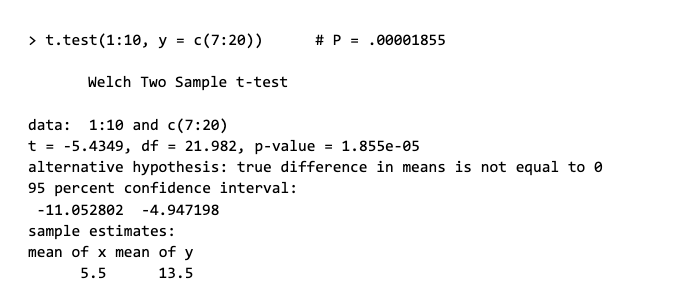 > t.test(1:10, y = c(7:20))      # P = .00001855
Welch Two Sample t-test
data:  1:10 and c(7:20)
t = -5.4349, df = 21.982, p-value = 1.855e-05
alternative hypothesis: true difference in means is not equal to 0
95 percent confidence interval:
 -11.052802  -4.947198
sample estimates:
mean of x mean of y
      5.5      13.5